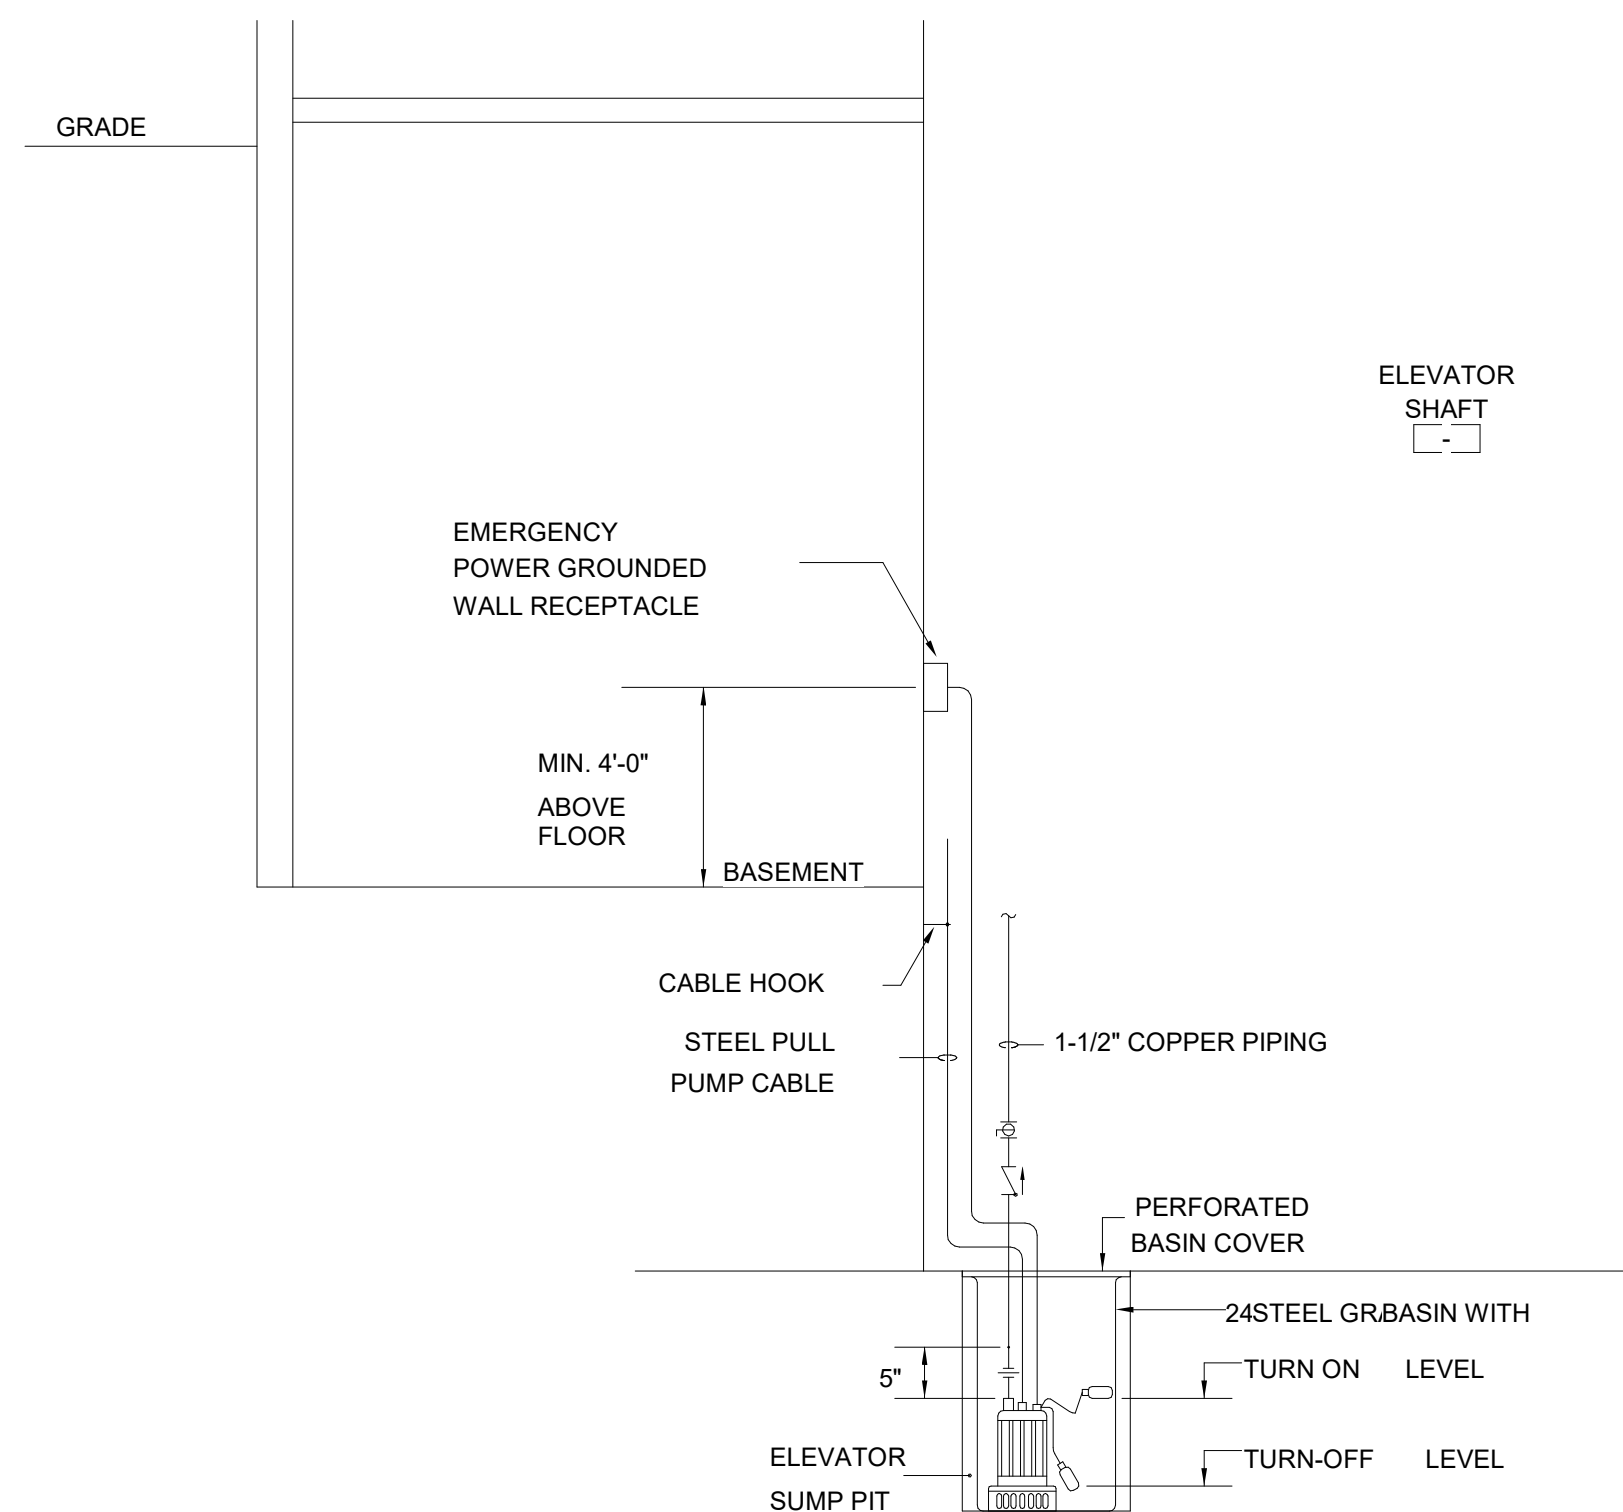 GRADE
ELEVATOR
SHAFT
-
EMERGENCY
POWER GROUNDED
WALL RECEPTACLE
MIN. 4'-0"
ABOVE
FLOOR
BASEMENT
CABLE HOOK
STEEL PULL
PUMP CABLE
1-1/2" COPPER PIPING
PERFORATED
BASIN COVER
24STEEL GR BASIN WITH
5"
TURN ON LEVEL
TURN-OFF LEVEL
ELEVATOR
SUMP PIT